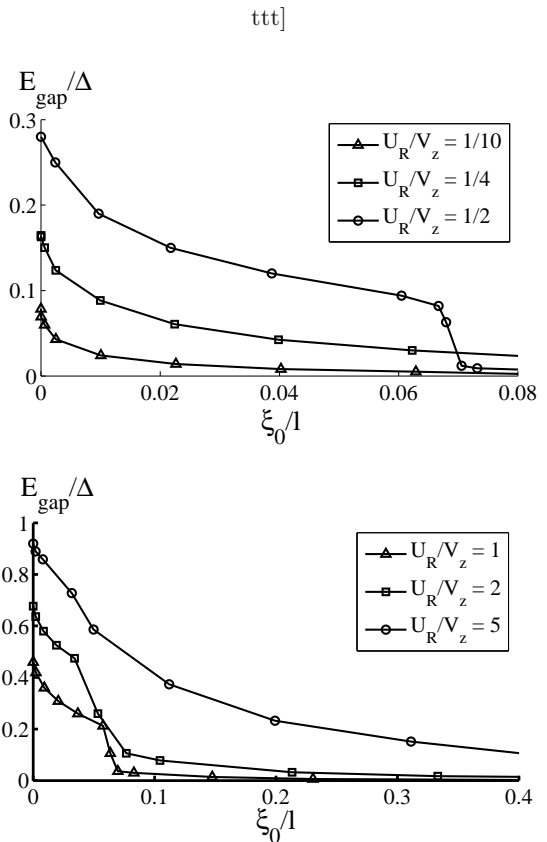 ttt]
E_gap/Δ
0.3
0.2
0.1
0
0 0.02 0.04 0.06 0.08
ξ_0/l
U_R/V_z = 1/10
U_R/V_z = 1/4
U_R/V_z = 1/2
E_gap/Δ
1
0.8
0.6
0.4
0.2
0
0 0.1 0.2 0.3 0.4
ξ_0/l
U_R/V_z = 1
U_R/V_z = 2
U_R/V_z = 5